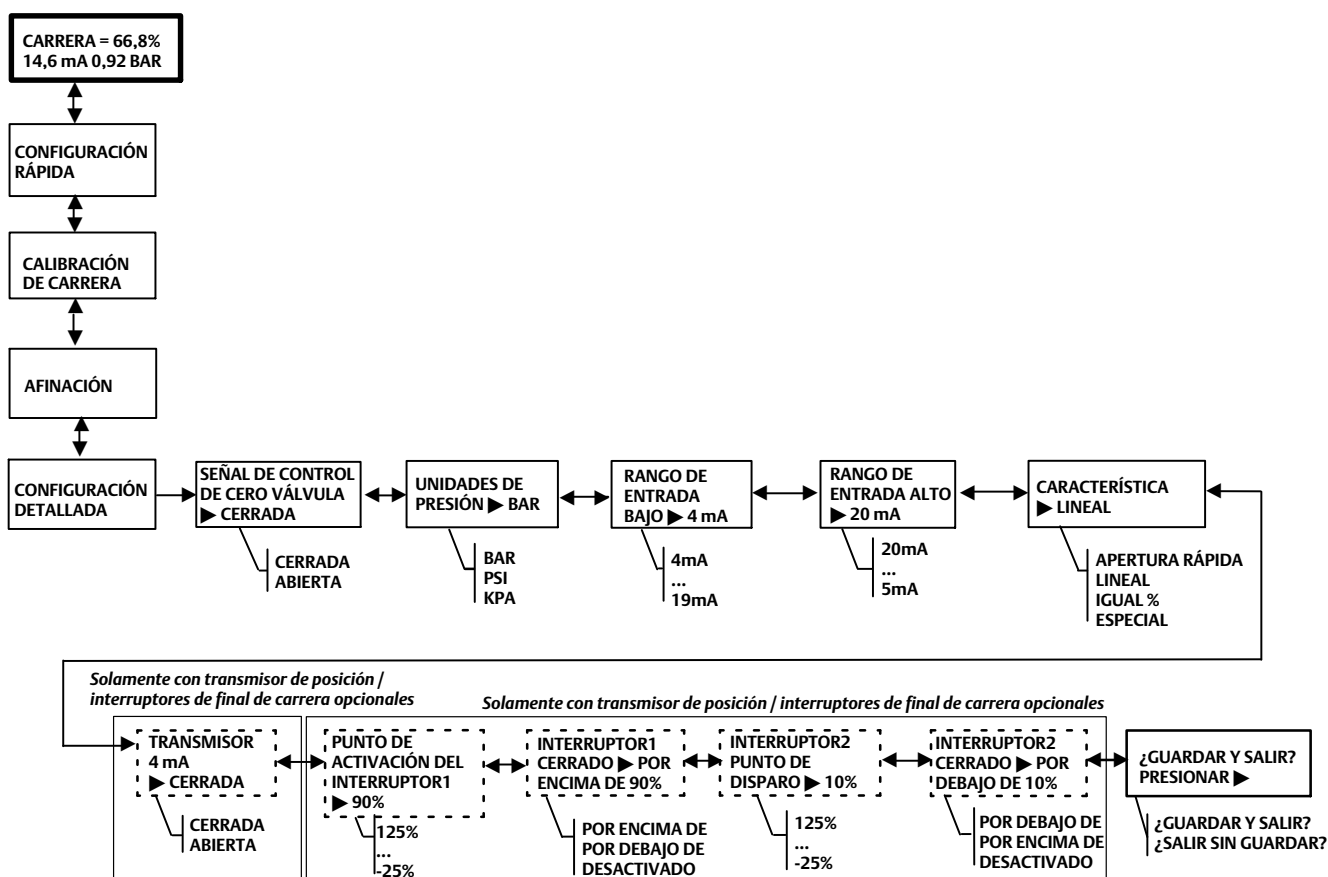 CARRERA = 66,8%
14,6 mA 0,92 BAR
CONFIGURACIÓN
RÁPIDA
CALIBRACIÓN
DE CARRERA
AFINACIÓN
CONFIGURACIÓN
DETALLADA
SEÑAL DE CONTROL
DE CERO VÁLVULA
▶ CERRADA
CERRADA
ABIERTA
UNIDADES DE
PRESIÓN ▶ BAR
BAR
PSI
KPA
RANGO DE
ENTRADA
BAJO ▶ 4 mA
4mA
...
19mA
RANGO DE
ENTRADA ALTO
▶ 20 mA
20mA
...
5mA
CARACTERÍSTICA
▶ LINEAL
APERTURA RÁPIDA
LINEAL
IGUAL %
ESPECIAL
Solamente con transmisor de posición /
interruptores de final de carrera opcionales
Solamente con transmisor de posición / interruptores de final de carrera opcionales
TRANSMISOR
4 mA
▶ CERRADA
CERRADA
ABIERTA
PUNTO DE
ACTIVACIÓN DEL
INTERRUPTOR1
▶ 90%
125%
...
-25%
INTERRUPTOR1
CERRADO ▶ POR
ENCIMA DE 90%
POR ENCIMA DE
POR DEBAJO DE
DESACTIVADO
INTERRUPTOR2
PUNTO DE
DISPARO ▶ 10%
125%
...
-25%
INTERRUPTOR2
CERRADO ▶ POR
DEBAJO DE 10%
POR DEBAJO DE
POR ENCIMA DE
DESACTIVADO
¿GUARDAR Y SALIR?
PRESIONAR ▶
¿GUARDAR Y SALIR?
¿SALIR SIN GUARDAR?